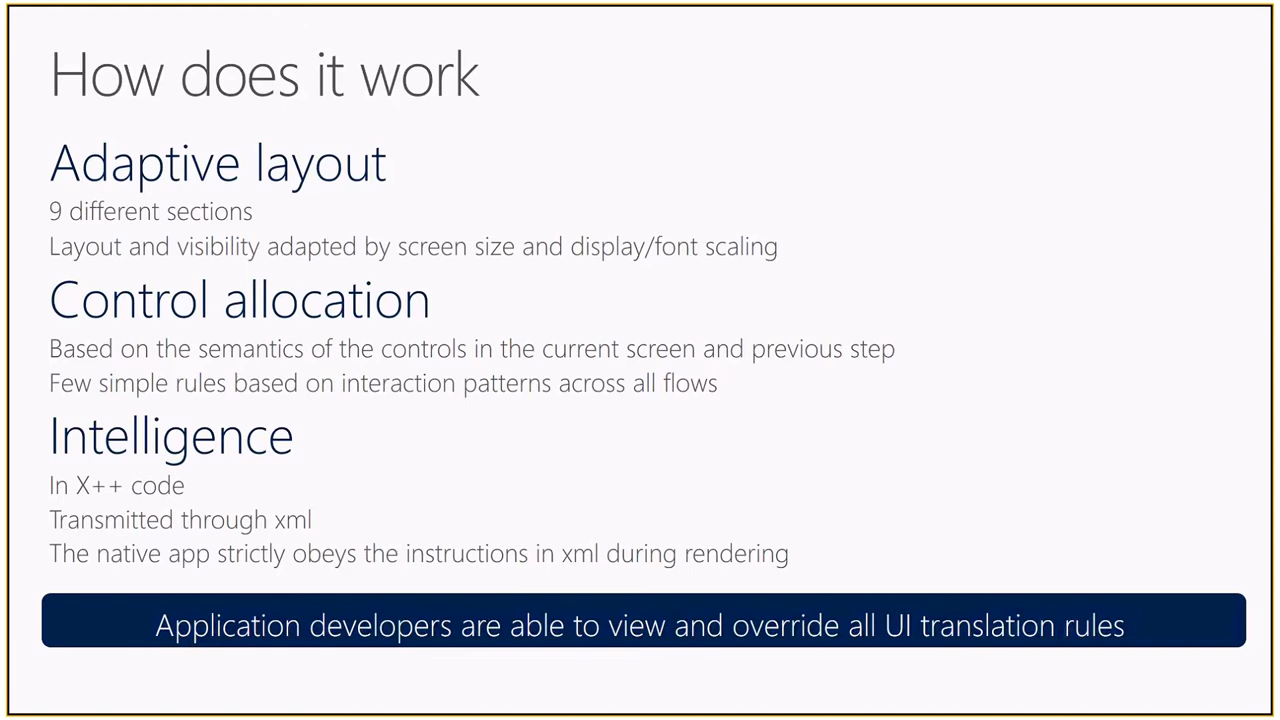 How does it work
Adaptive layout
9 different sections
Layout and visibility adapted by screen size and display/font scaling
Control allocation
Based on the semantics of the controls in the current screen and previous step
Few simple rules based on interaction patterns across all flows
Intelligence
In X++ code
Transmitted through xml
The native app strictly obeys the instructions in xml during rendering
Application developers are able to view and override all UI translation rules